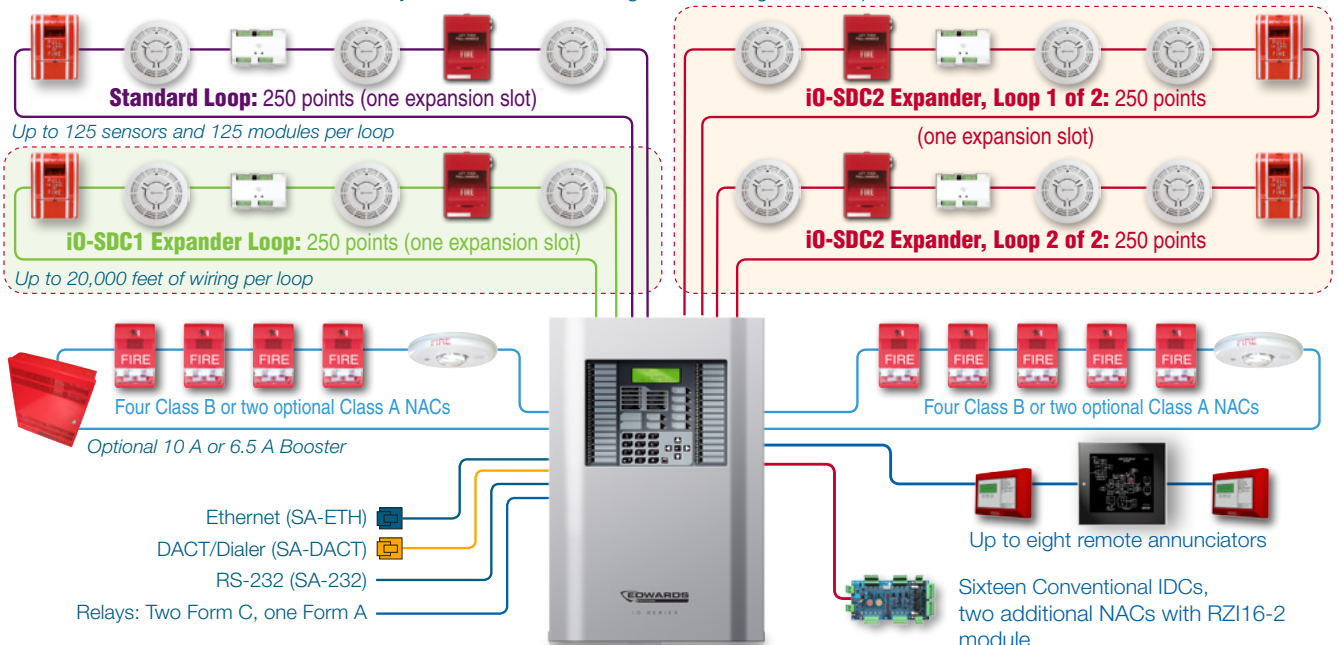 Standard Loop: 250 points (one expansion slot)
Up to 125 sensors and 125 modules per loop
iO-SDC1 Expander Loop: 250 points (one expansion slot)
Up to 20,000 feet of wiring per loop
iO-SDC2 Expander, Loop 1 of 2: 250 points
(one expansion slot)
iO-SDC2 Expander, Loop 2 of 2: 250 points
FIRE
FIRE
FIRE
FIRE
FIRE
Four Class B or two optional Class A NACs
Optional 10 A or 6.5 A Booster
FIRE
FIRE
FIRE
FIRE
FIRE
FIRE
Four Class B or two optional Class A NACs
Ethernet (SA-ETH)
DACT/Dialer (SA-DACT)
RS-232 (SA-232)
Relays: Two Form C, one Form A
EDWARDS
IO SERIES
Up to eight remote annunciators
Sixteen Conventional IDCs,
two additional NACs with RZI16-2
module